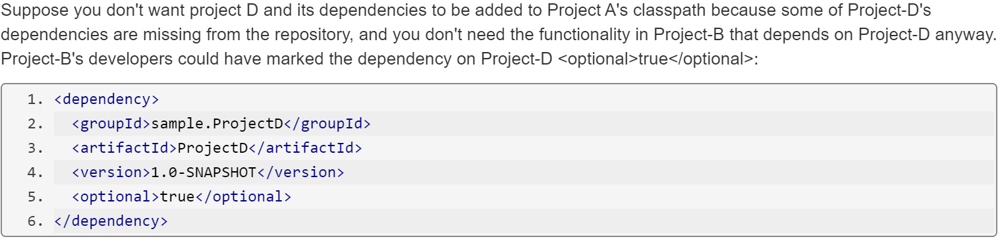 Suppose you don't want project D and its dependencies to be added to Project A's classpath because some of Project-D's
dependencies are missing from the repository, and you don't need the functionality in Project-B that depends on Project-D anyway.
Project-B's developers could have marked the dependency on Project-D <optional>true</optional>:
1. <dependency>
2.   <groupId>sample.ProjectD</groupId>
3.   <artifactId>ProjectD</artifactId>
4.   <version>1.0-SNAPSHOT</version>
5.   <optional>true</optional>
6. </dependency>